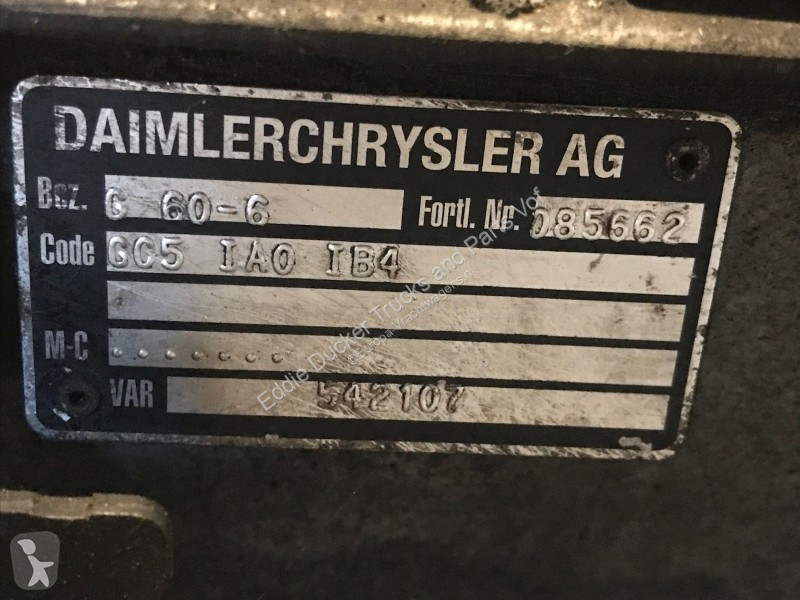 DAIMLERCHRYSLER AG
Bez. G 60-6 Fortl. Nr. 085662
Code GC5 IA0 IB4
M-C .......
VAR 542107
Eddie Ducker Trucks and Parts Vof